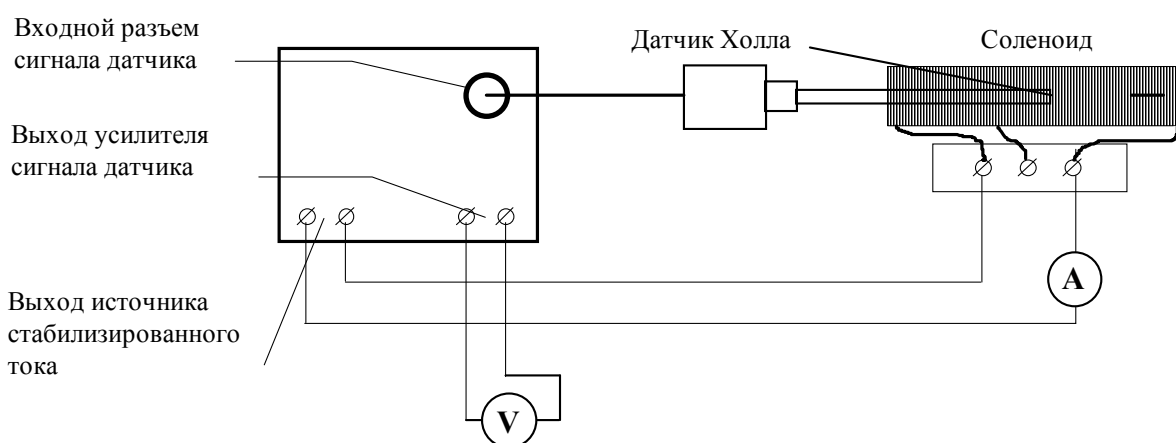 Входной разъем
сигнала датчика
Выход усилителя
сигнала датчика
Выход источника
стабилизированного
тока
Датчик Холла
Соленоид
A
V